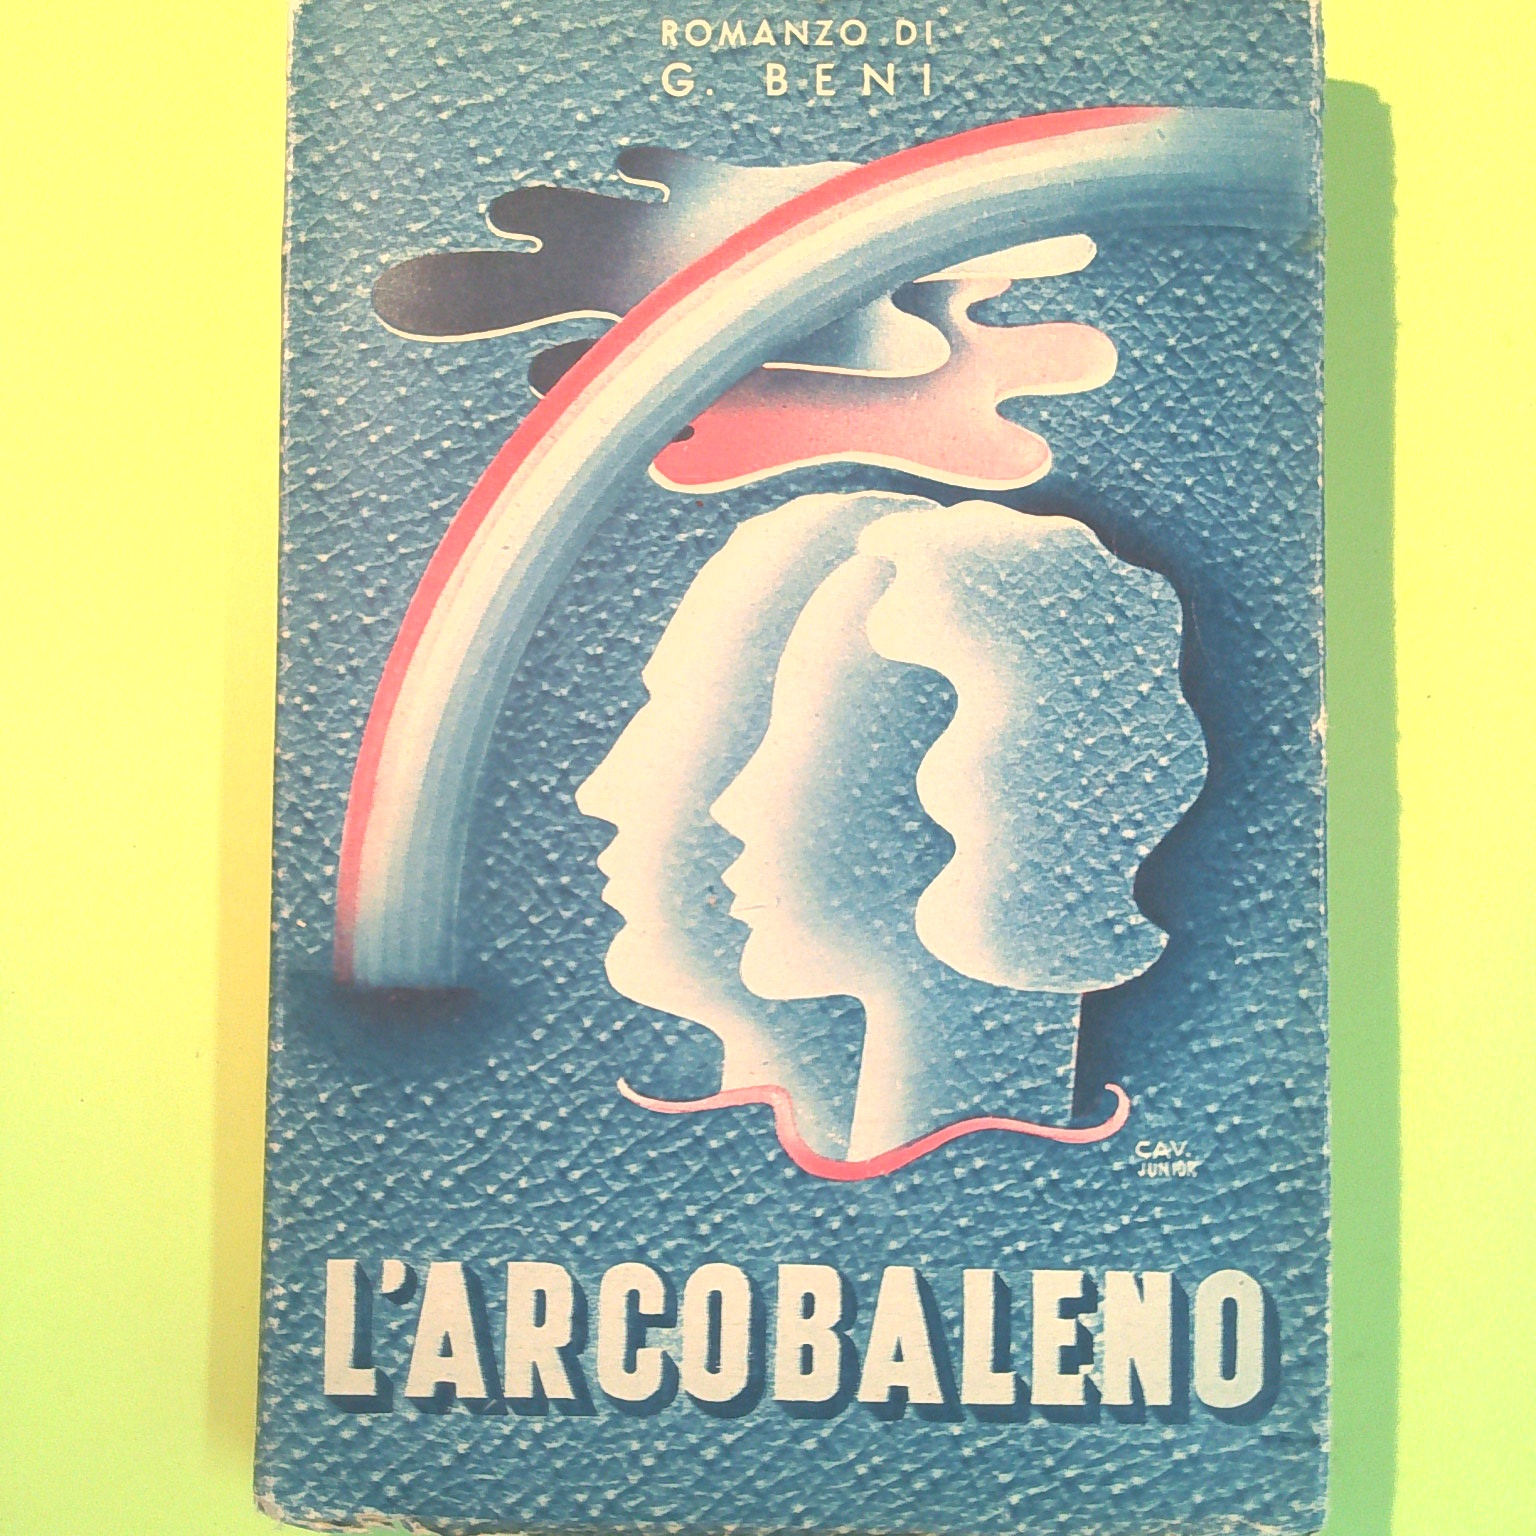 ROMANZO DI
G. BENI
CAV.
JUNIOR
L'ARCOBALENO